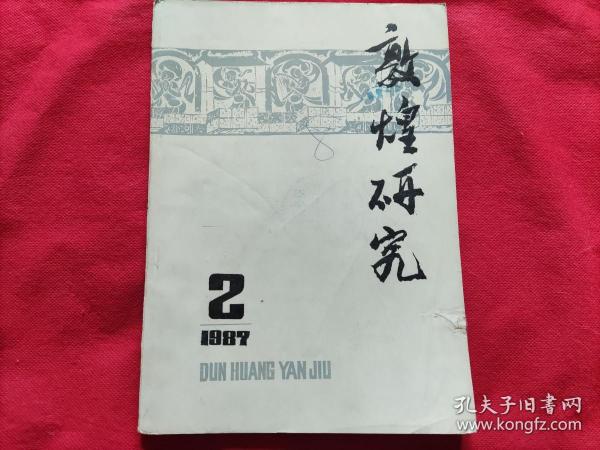 敦煌研究
2
1987
DUN HUANG YAN JIU
孔夫子旧书网
www.kongfz.com